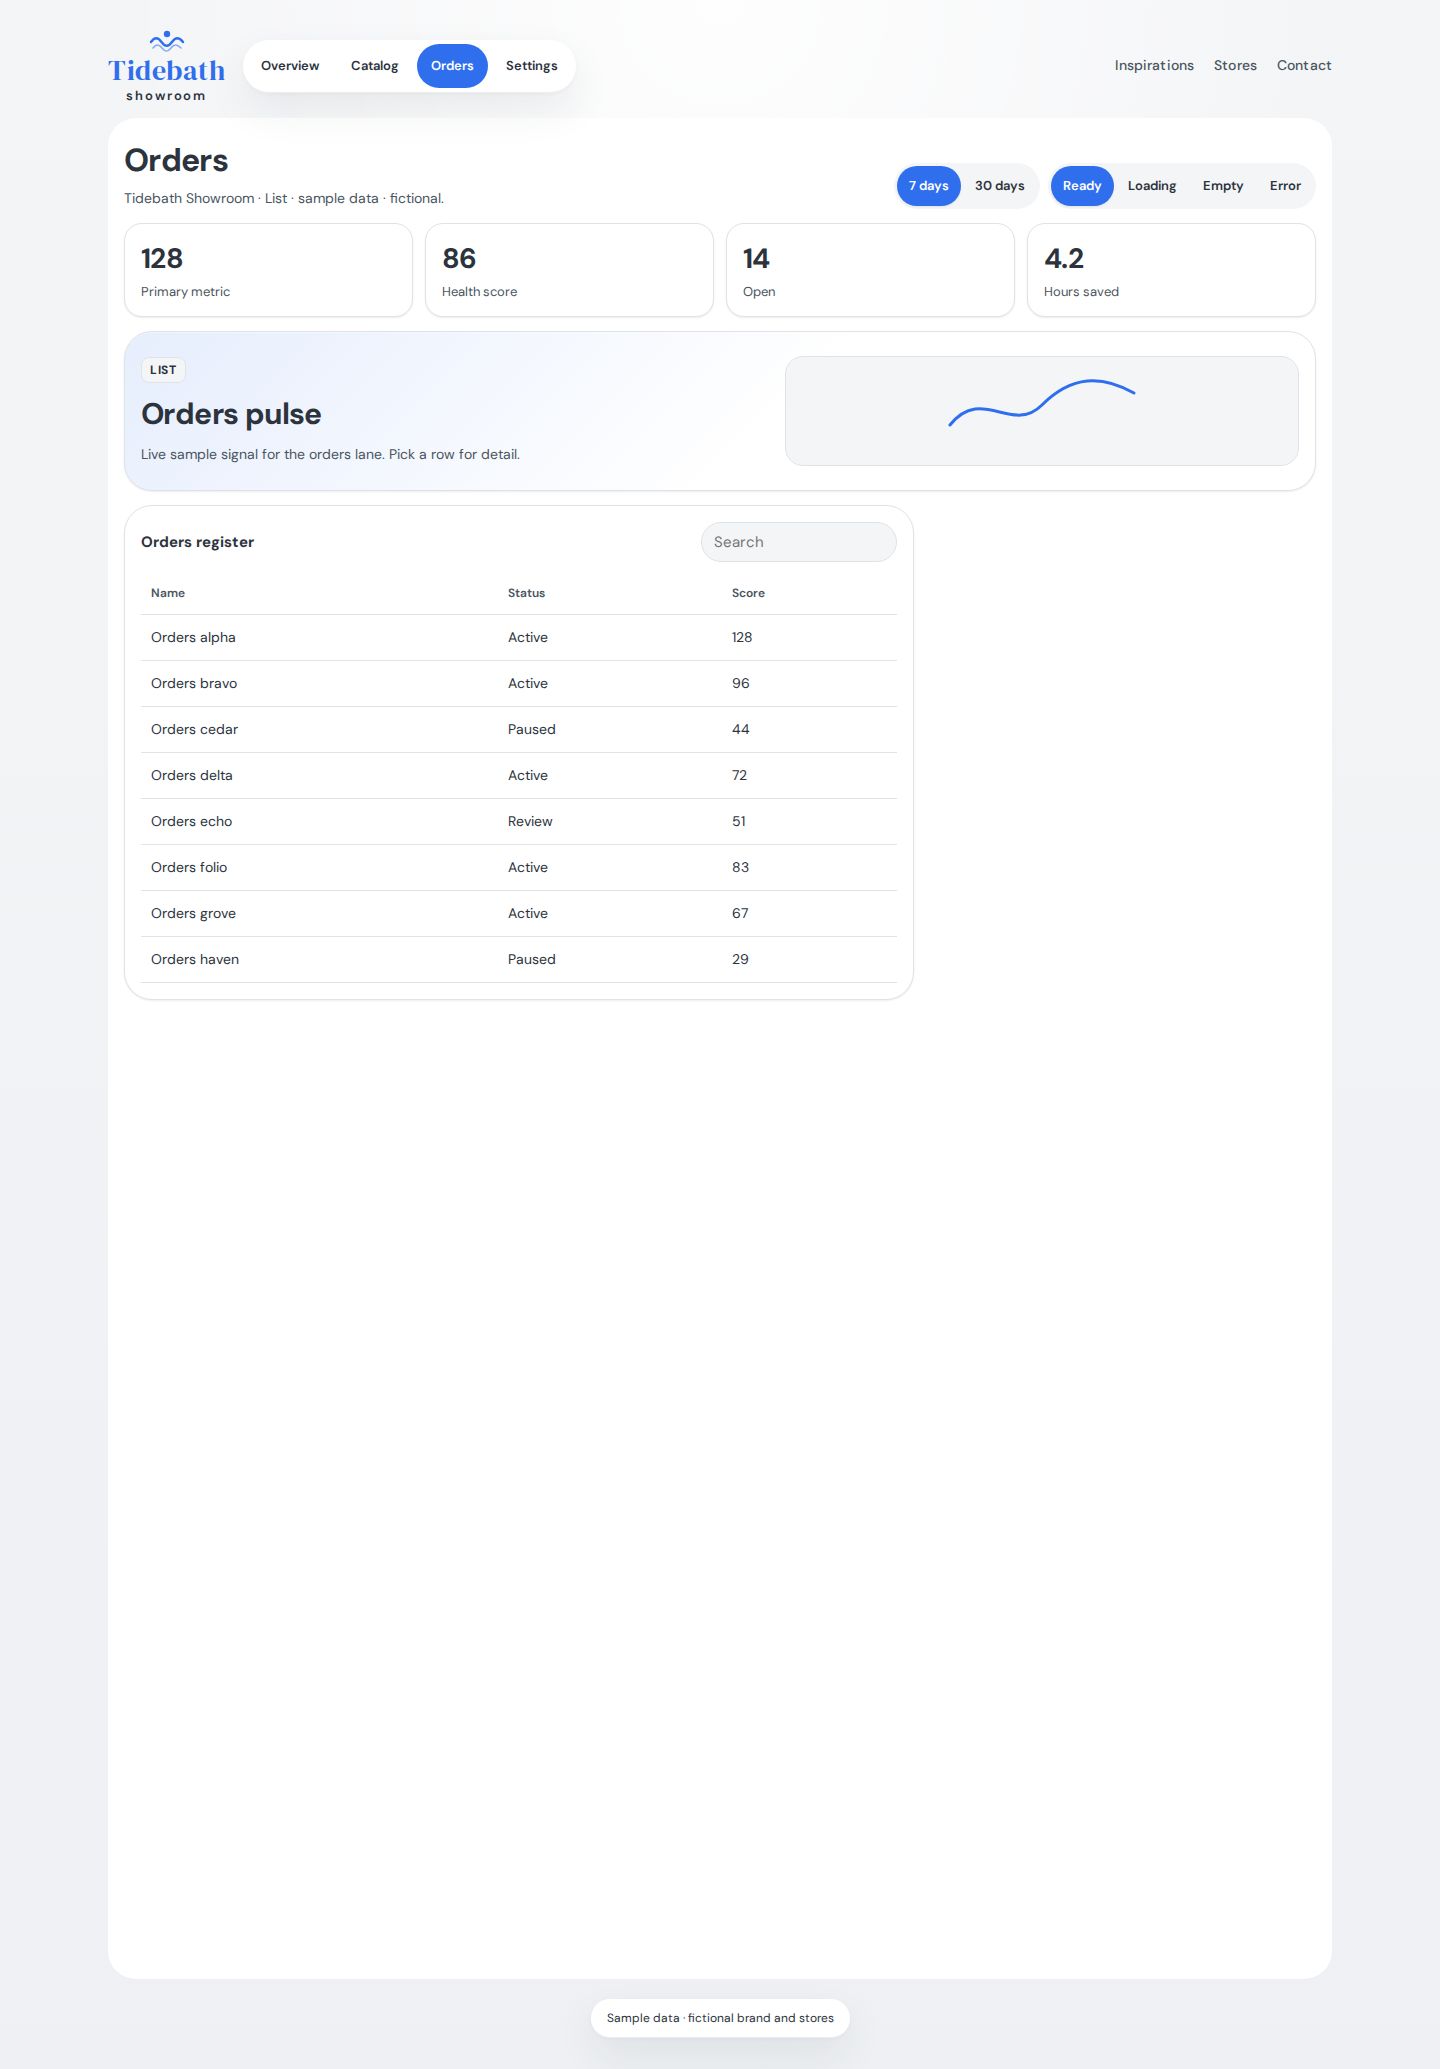 Tidebath
showroom
Overview Catalog Orders Settings
Inspirations Stores Contact
Orders
Tidebath Showroom · List · sample data · fictional.
7 days 30 days
Ready Loading Empty Error
128
Primary metric
86
Health score
14
Open
4.2
Hours saved
LIST
Orders pulse
Live sample signal for the orders lane. Pick a row for detail.
Orders register
Search
Name Status Score
Orders alpha Active 128
Orders bravo Active 96
Orders cedar Paused 44
Orders delta Active 72
Orders echo Review 51
Orders folio Active 83
Orders grove Active 67
Orders haven Paused 29
Sample data · fictional brand and stores